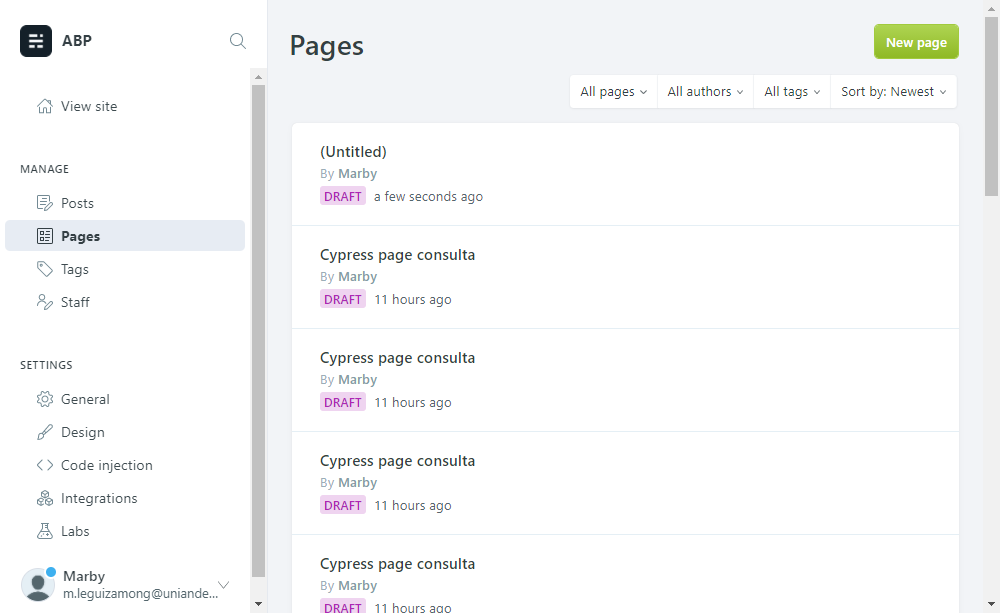 ABP
View site
MANAGE
Posts
Pages
Tags
Staff
SETTINGS
General
Design
Code injection
Integrations
Labs
Marby
m.leguizamong@uniande...
Pages
New page
All pages
All authors
All tags
Sort by: Newest
(Untitled)
By Marby
DRAFT a few seconds ago
Cypress page consulta
By Marby
DRAFT 11 hours ago
Cypress page consulta
By Marby
DRAFT 11 hours ago
Cypress page consulta
By Marby
DRAFT 11 hours ago
Cypress page consulta
By Marby
DRAFT 11 hours ago